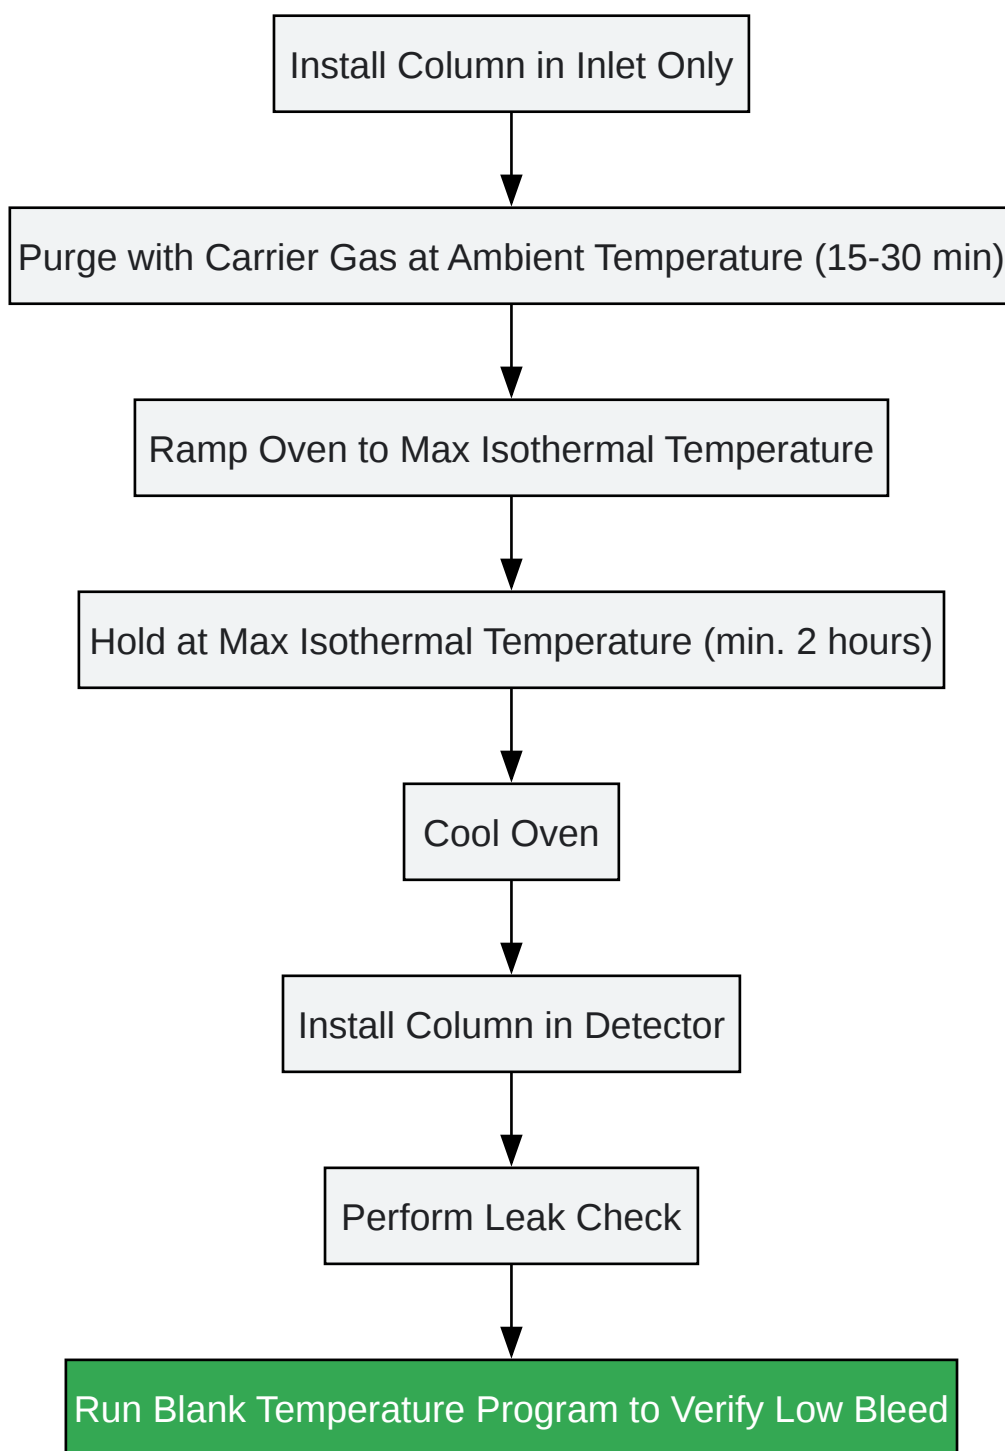 Install Column in Inlet Only
Purge with Carrier Gas at Ambient Temperature (15-30 min)
Ramp Oven to Max Isothermal Temperature
Hold at Max Isothermal Temperature (min. 2 hours)
Cool Oven
Install Column in Detector
Perform Leak Check
Run Blank Temperature Program to Verify Low Bleed